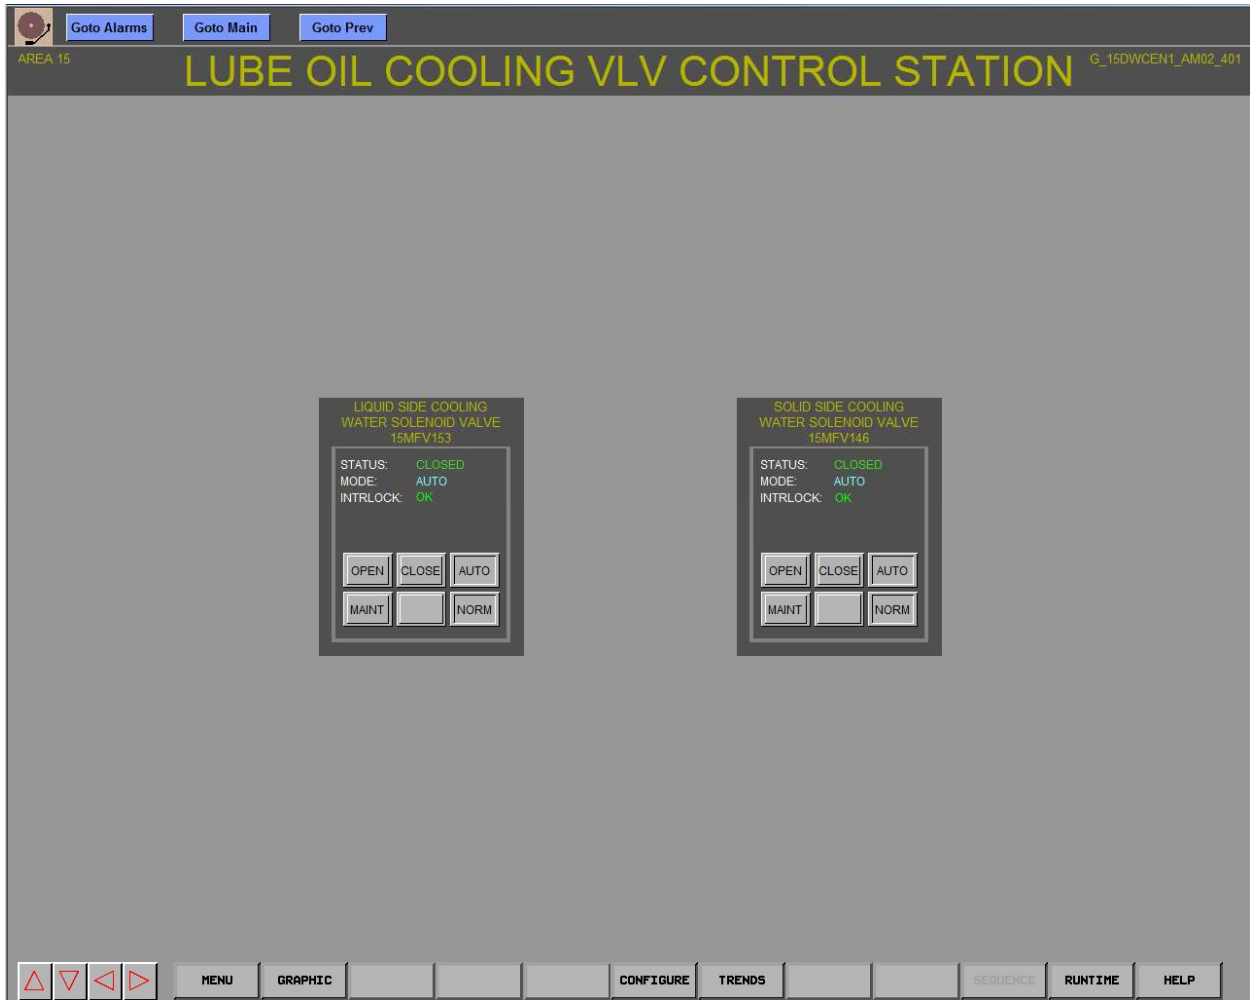 Goto Alarms Goto Main Goto Prev
AREA 15
LUBE OIL COOLING VLV CONTROL STATION
G_15DWCEN1_AM02_401
LIQUID SIDE COOLING
WATER SOLENOID VALVE
15MFV153
STATUS: CLOSED
MODE: AUTO
INTRLOCK: OK
OPEN CLOSE AUTO
MAINT NORM
SOLID SIDE COOLING
WATER SOLENOID VALVE
15MFV146
STATUS: CLOSED
MODE: AUTO
INTRLOCK: OK
OPEN CLOSE AUTO
MAINT NORM
MENU GRAPHIC CONFIGURE TRENDS SEQUENCE RUNTIME HELP